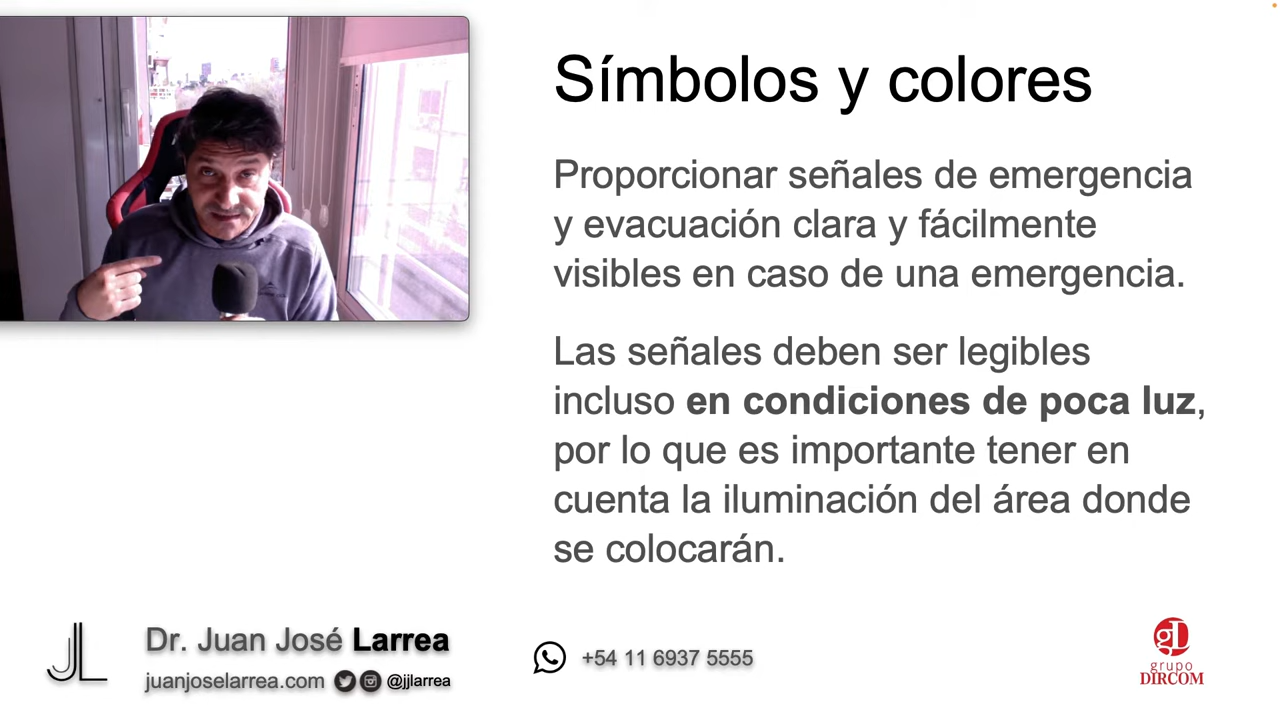 Símbolos y colores
Proporcionar señales de emergencia
y evacuación clara y fácilmente
visibles en caso de una emergencia.
Las señales deben ser legibles
incluso en condiciones de poca luz,
por lo que es importante tener en
cuenta la iluminación del área donde
se colocarán.
JL
Dr. Juan José Larrea
juanjoselarrea.com @jjlarrea
+54 11 6937 5555
gD
grupo
DIRCOM